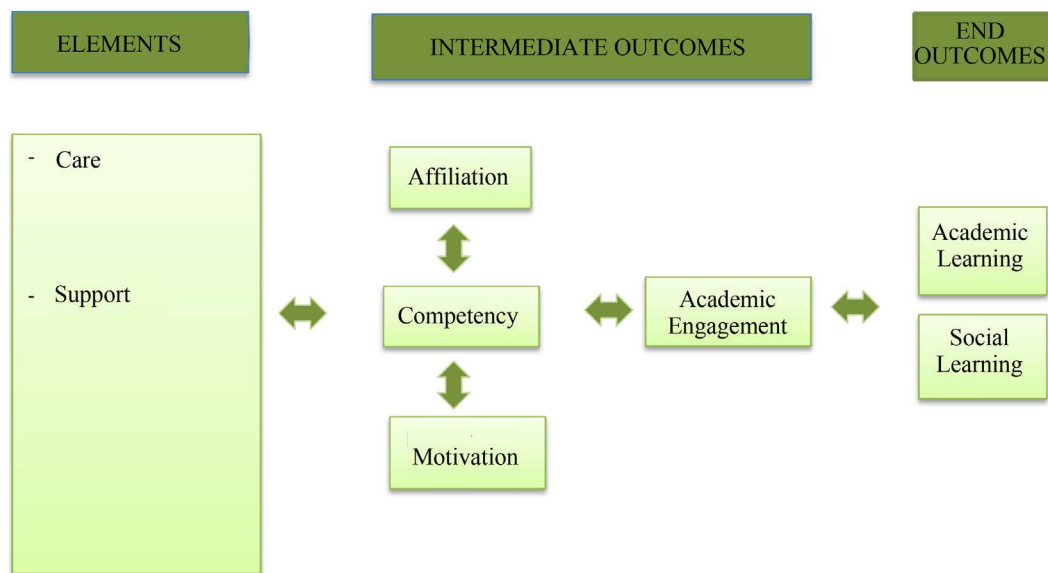 ELEMENTS
INTERMEDIATE OUTCOMES
END
OUTCOMES
- Care
- Support
Affiliation
Competency
Motivation
Academic
Engagement
Academic
Learning
Social
Learning